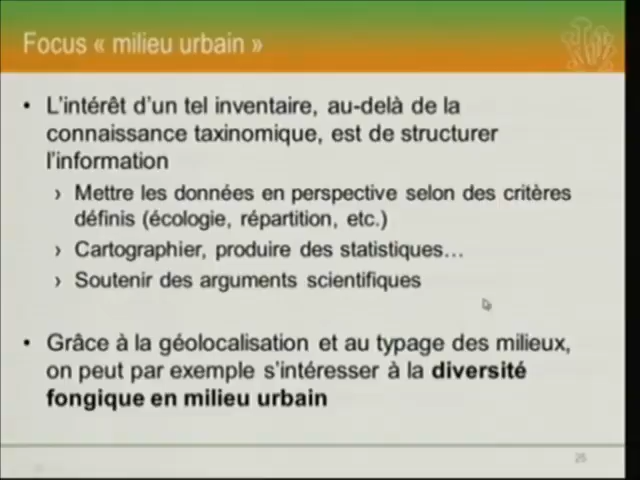 Focus « milieu urbain »
• L'intérêt d'un tel inventaire, au-delà de la
connaissance taxinomique, est de structurer
l'information
› Mettre les données en perspective selon des critères
définis (écologie, répartition, etc.)
› Cartographier, produire des statistiques…
› Soutenir des arguments scientifiques
• Grâce à la géolocalisation et au typage des milieux,
on peut par exemple s'intéresser à la diversité
fongique en milieu urbain